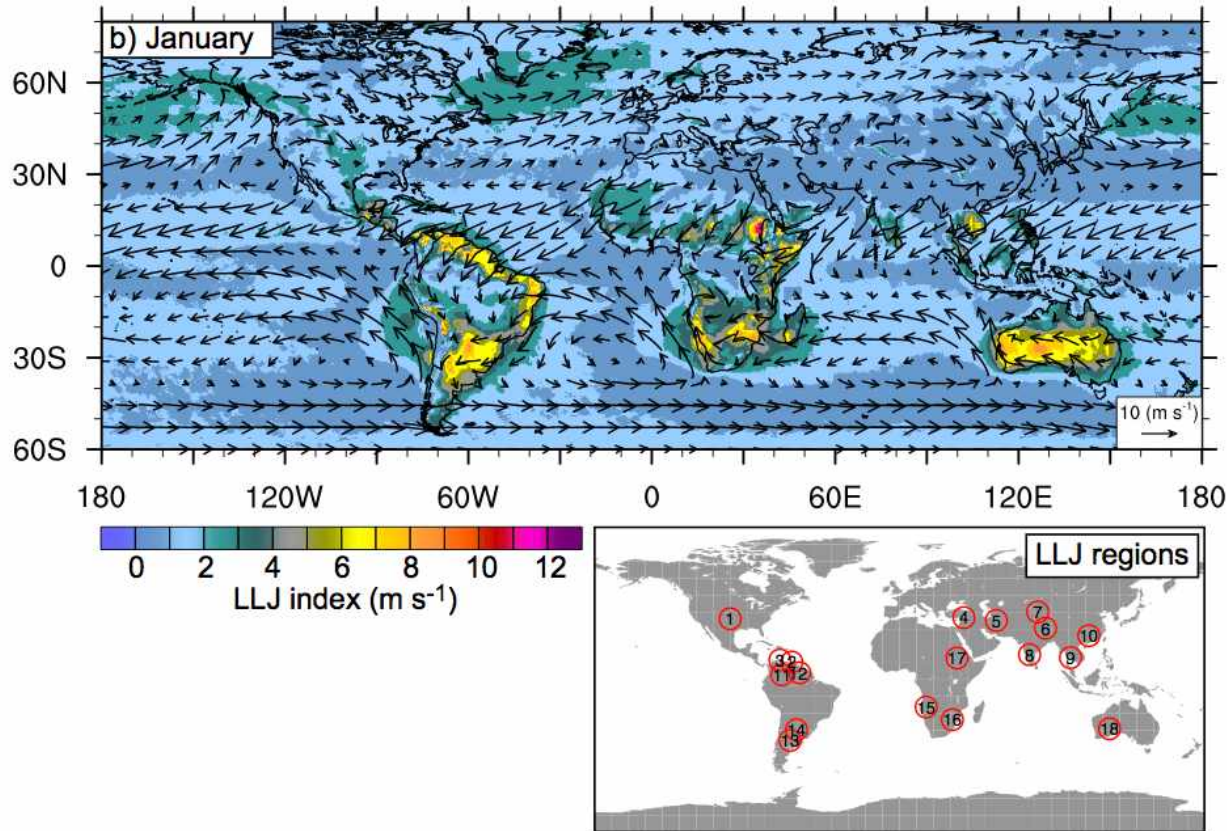 b) January
60N
30N
0
30S
60S
10 (m s⁻¹)
180 120W 60W 0 60E 120E 180
0 2 4 6 8 10 12
LLJ index (m s⁻¹)
LLJ regions
1
4 5 7
6
10
3 2 17 8 9
11 12
15
16
14 18
13